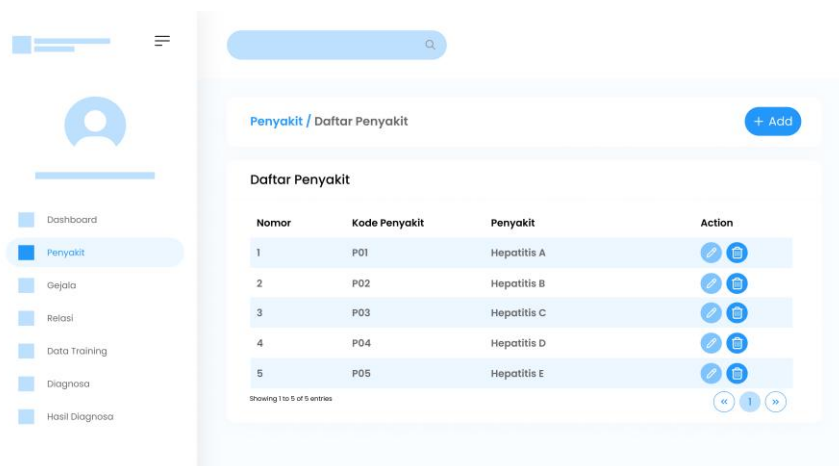 Penyakit / Daftar Penyakit
+ Add
Dashboard
Penyakit
Gejala
Relasi
Data Training
Diagnosa
Hasil Diagnosa
Daftar Penyakit
Nomor Kode Penyakit Penyakit Action
1 P01 Hepatitis A
2 P02 Hepatitis B
3 P03 Hepatitis C
4 P04 Hepatitis D
5 P05 Hepatitis E
Showing 1 to 5 of 5 entries
« 1 »